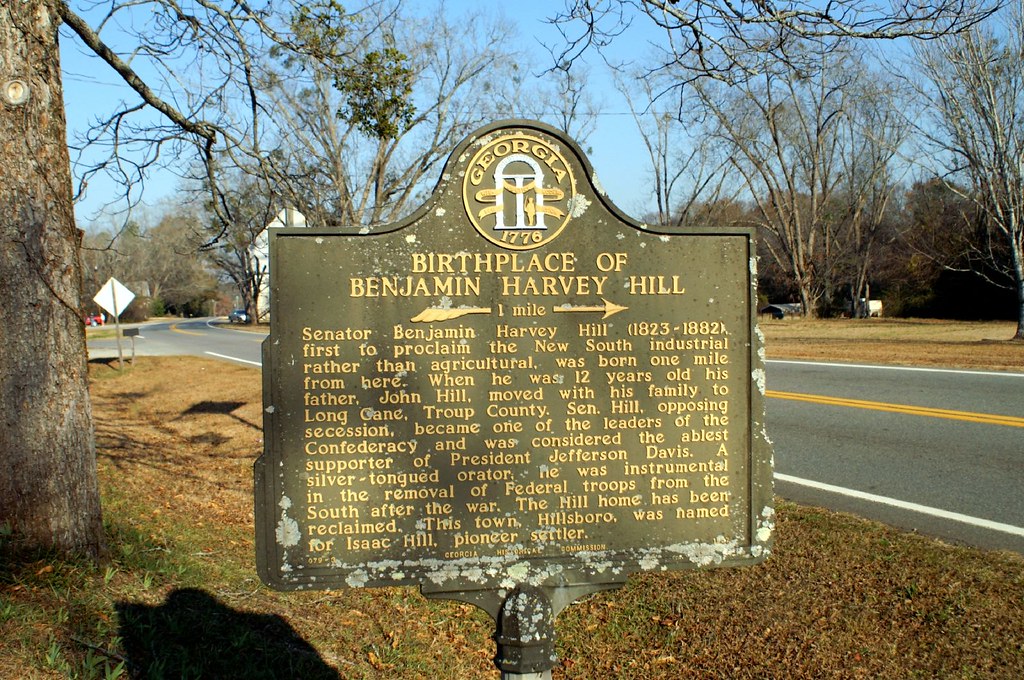 GEORGIA
1776
BIRTHPLACE OF
BENJAMIN HARVEY HILL
1 mile
Senator Benjamin Harvey Hill (1823-1882),
first to proclaim the New South industrial
rather than agricultural, was born one mile
from here. When he was 12 years old his
father, John Hill, moved with his family to
Long Cane, Troup County. Sen. Hill, opposing
secession, became one of the leaders of the
Confederacy and was considered the ablest
supporter of President Jefferson Davis. A
silver-tongued orator, he was instrumental
in the removal of Federal troops from the
South after the war. The Hill home has been
reclaimed. This town, Hillsboro, was named
for Isaac Hill, pioneer settler.
GEORGIA HISTORICAL COMMISSION